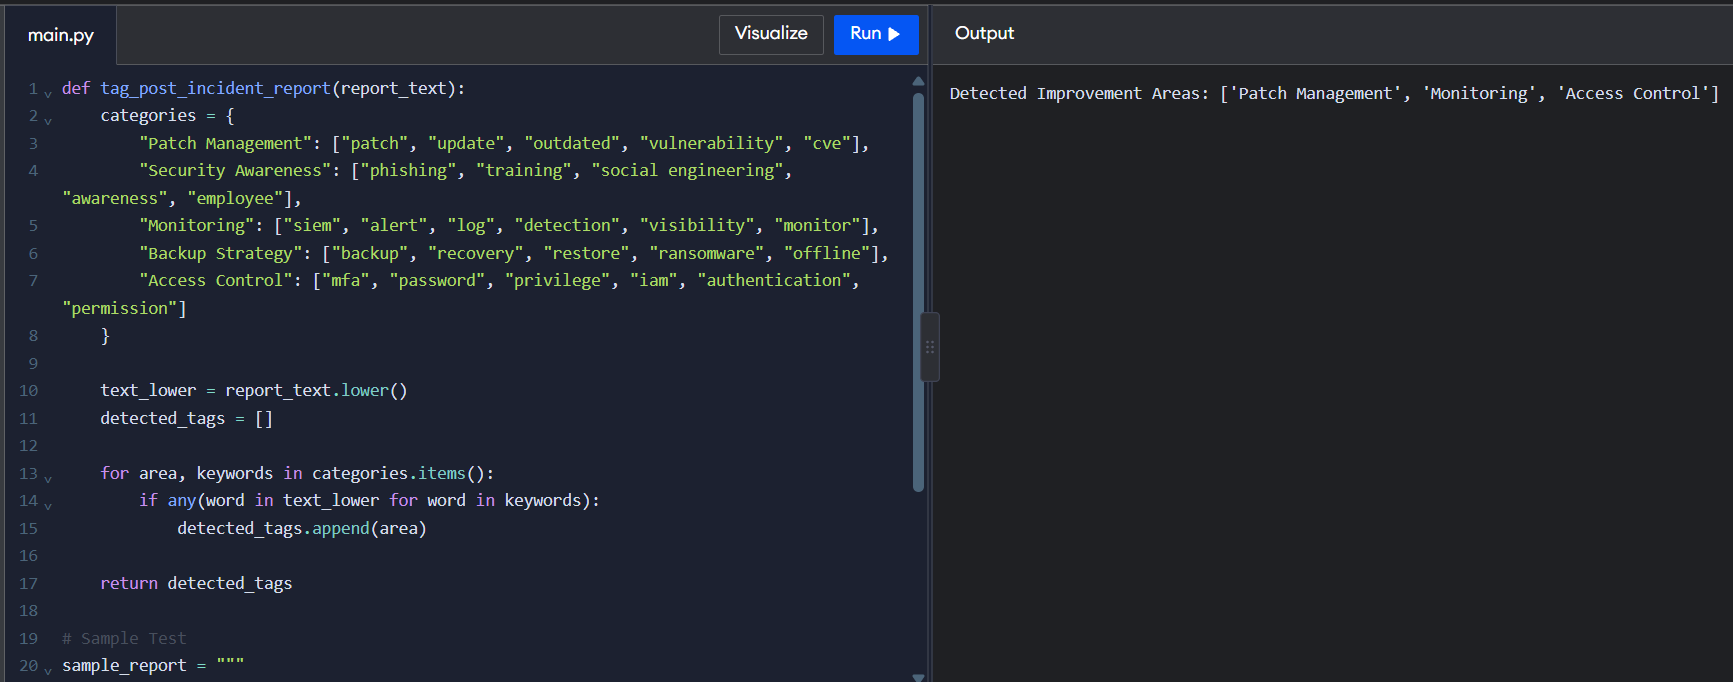 main.py
Visualize
Run
Output
1 def tag_post_incident_report(report_text):
2     categories = {
3         "Patch Management": ["patch", "update", "outdated", "vulnerability", "cve"],
4         "Security Awareness": ["phishing", "training", "social engineering",
"awareness", "employee"],
5         "Monitoring": ["siem", "alert", "log", "detection", "visibility", "monitor"],
6         "Backup Strategy": ["backup", "recovery", "restore", "ransomware", "offline"],
7         "Access Control": ["mfa", "password", "privilege", "iam", "authentication",
"permission"]
8     }
9
10     text_lower = report_text.lower()
11     detected_tags = []
12
13     for area, keywords in categories.items():
14         if any(word in text_lower for word in keywords):
15             detected_tags.append(area)
16
17     return detected_tags
18
19 # Sample Test
20 sample_report = """
Detected Improvement Areas: ['Patch Management', 'Monitoring', 'Access Control']